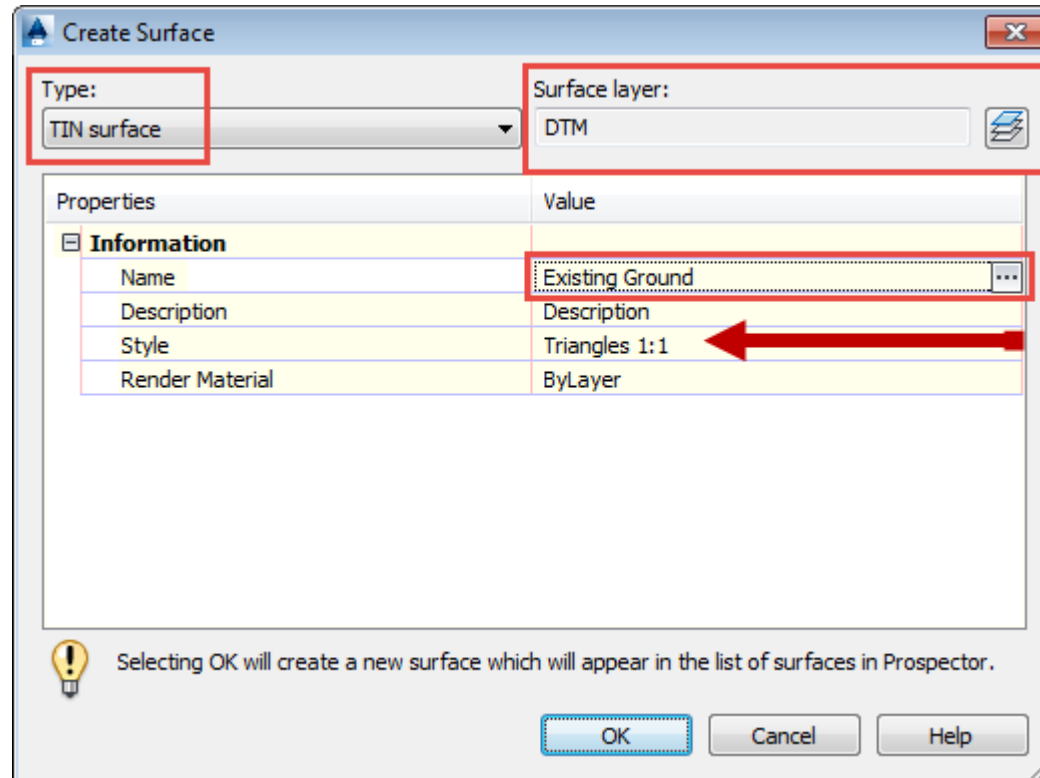 Create Surface
Type:
Surface layer:
TIN surface
DTM
Properties Value
Information
Name Existing Ground ...
Description Description
Style Triangles 1:1
Render Material ByLayer
Selecting OK will create a new surface which will appear in the list of surfaces in Prospector.
OK Cancel Help